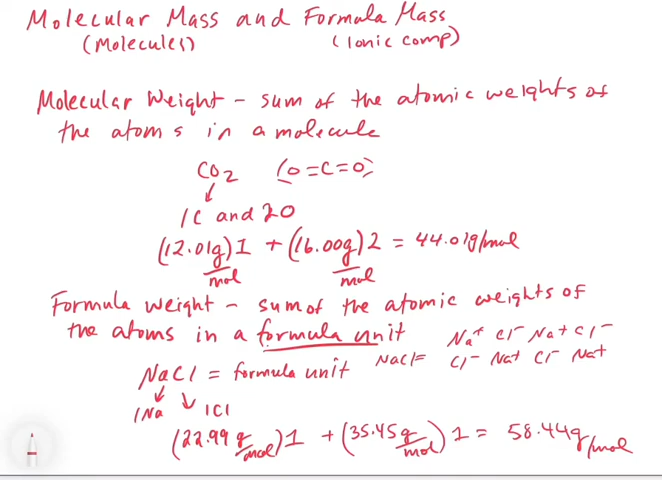 Molecular Mass and Formula Mass
(Molecules) (Ionic comp)
Molecular Weight - sum of the atomic weights of
the atoms in a molecule
CO2 (O=C=O)
1C and 2O
(12.01g/mol)1 + (16.00g/mol)2 = 44.01g/mol
Formula Weight - sum of the atomic weights of
the atoms in a formula unit
Na+ Cl- Na+ Cl-
NaCl = formula unit NaCl= Cl- Na+ Cl- Na+
1Na 1Cl
(22.99 g/mol)1 + (35.45g/mol)1 = 58.44g/mol